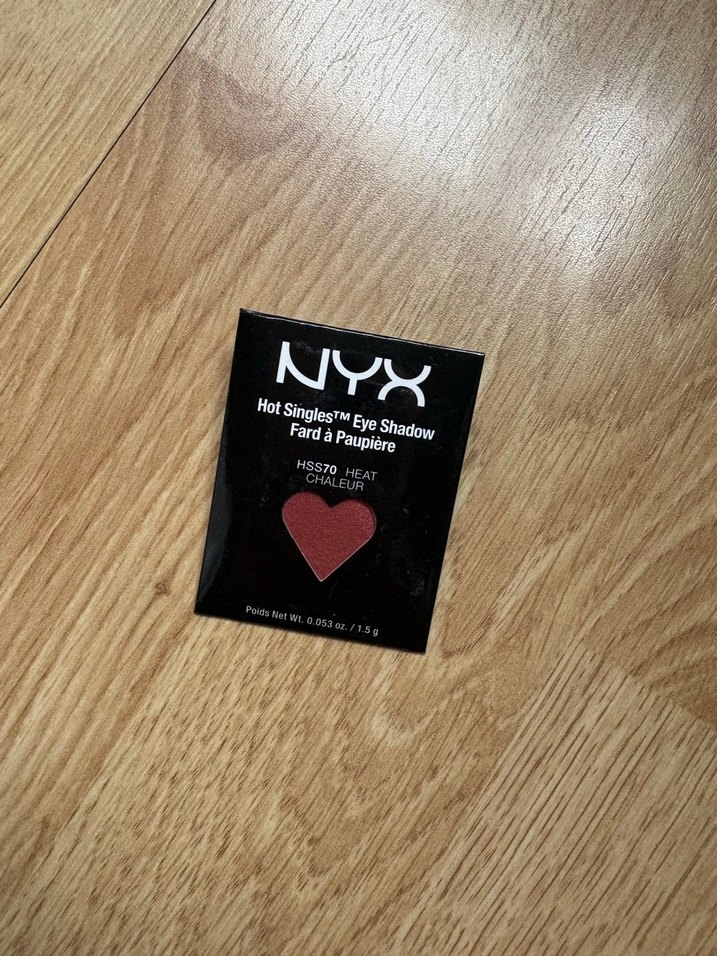 NYX
Hot Singles™ Eye Shadow
Fard à Paupière
HSS70 HEAT
CHALEUR
Poids Net Wt. 0.053 oz. / 1.5 g